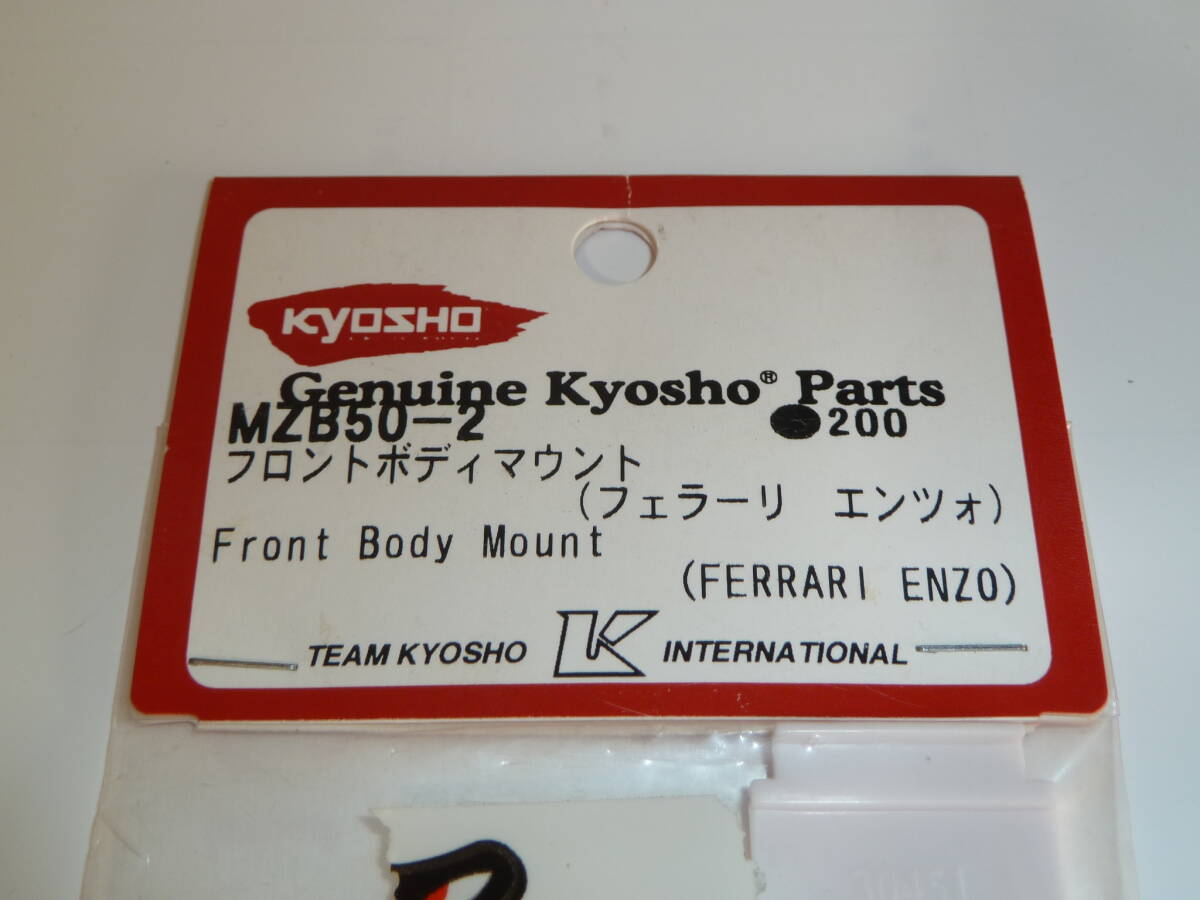 KYOSHO
Genuine Kyosho® Parts
MZB50-2 ●200
フロントボディマウント
(フェラーリ エンツォ)
Front Body Mount
(FERRARI ENZO)
TEAM KYOSHO K INTERNATIONAL